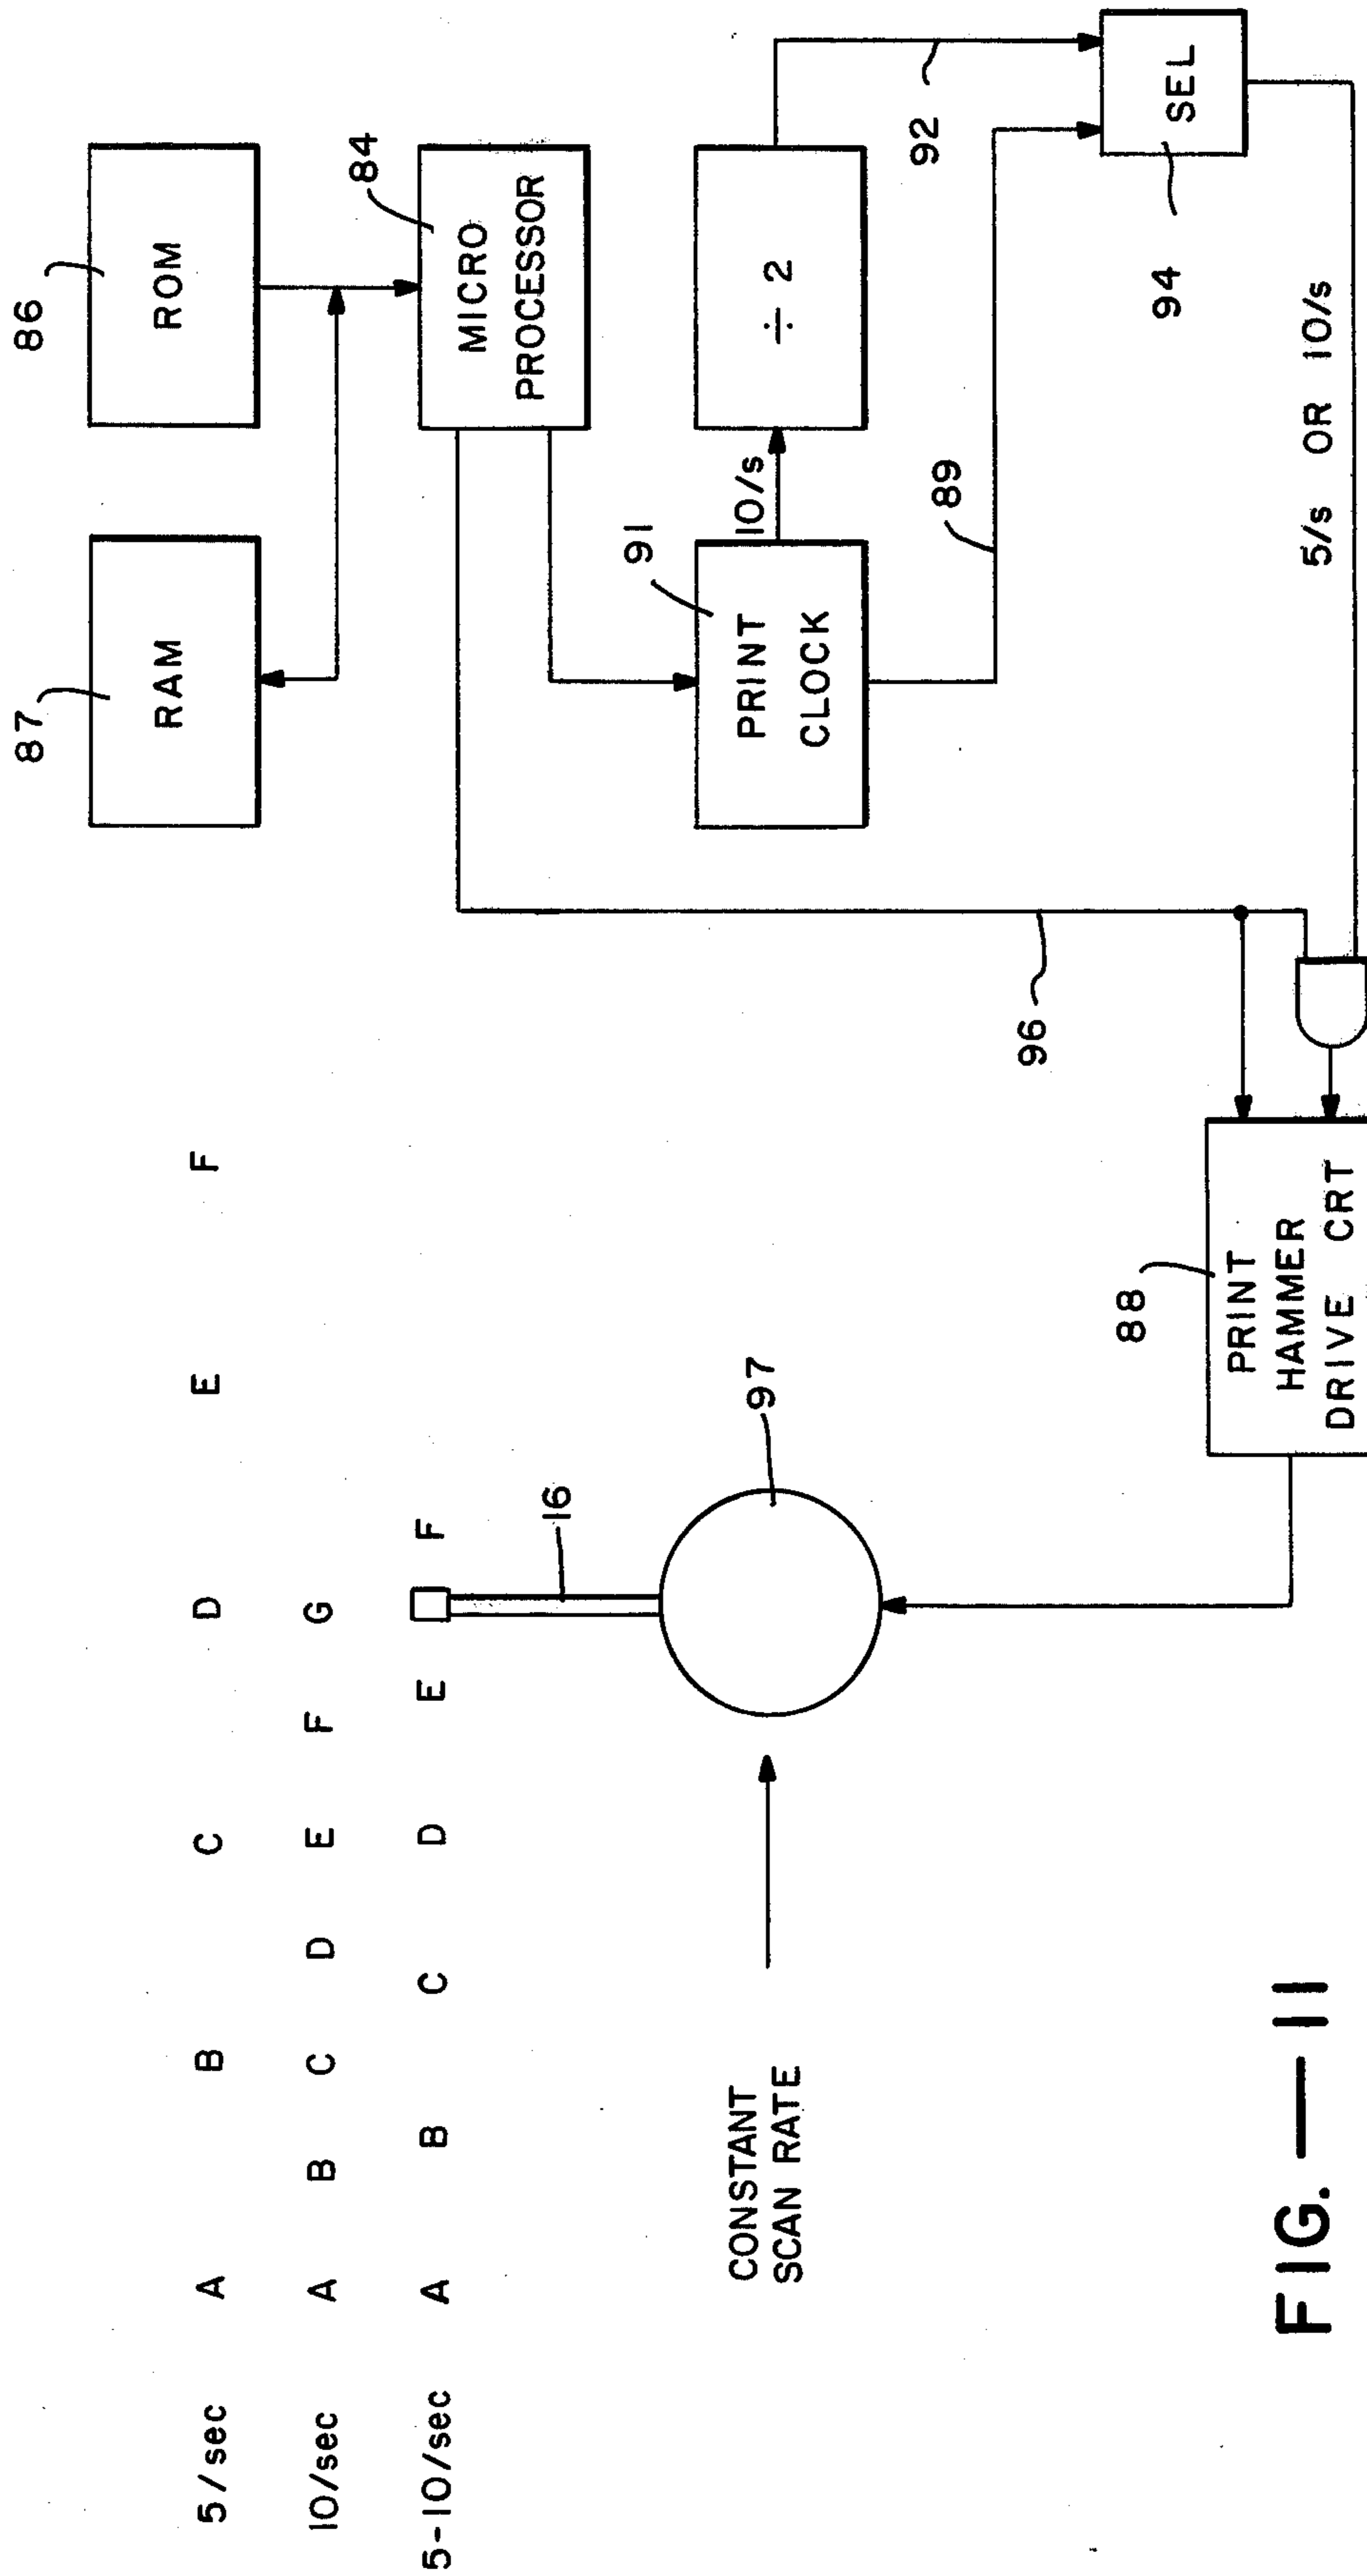 5/sec A B C D E F
10/sec A B C D E F G
5-10/sec A B C D E F
16
97
CONSTANT
SCAN RATE
87
RAM
86
ROM
84
MICRO
PROCESSOR
91
PRINT
CLOCK
10/s
÷ 2
89
92
SEL
94
5/s OR 10/s
96
88
PRINT
HAMMER
DRIVE CRT
FIG. — 11